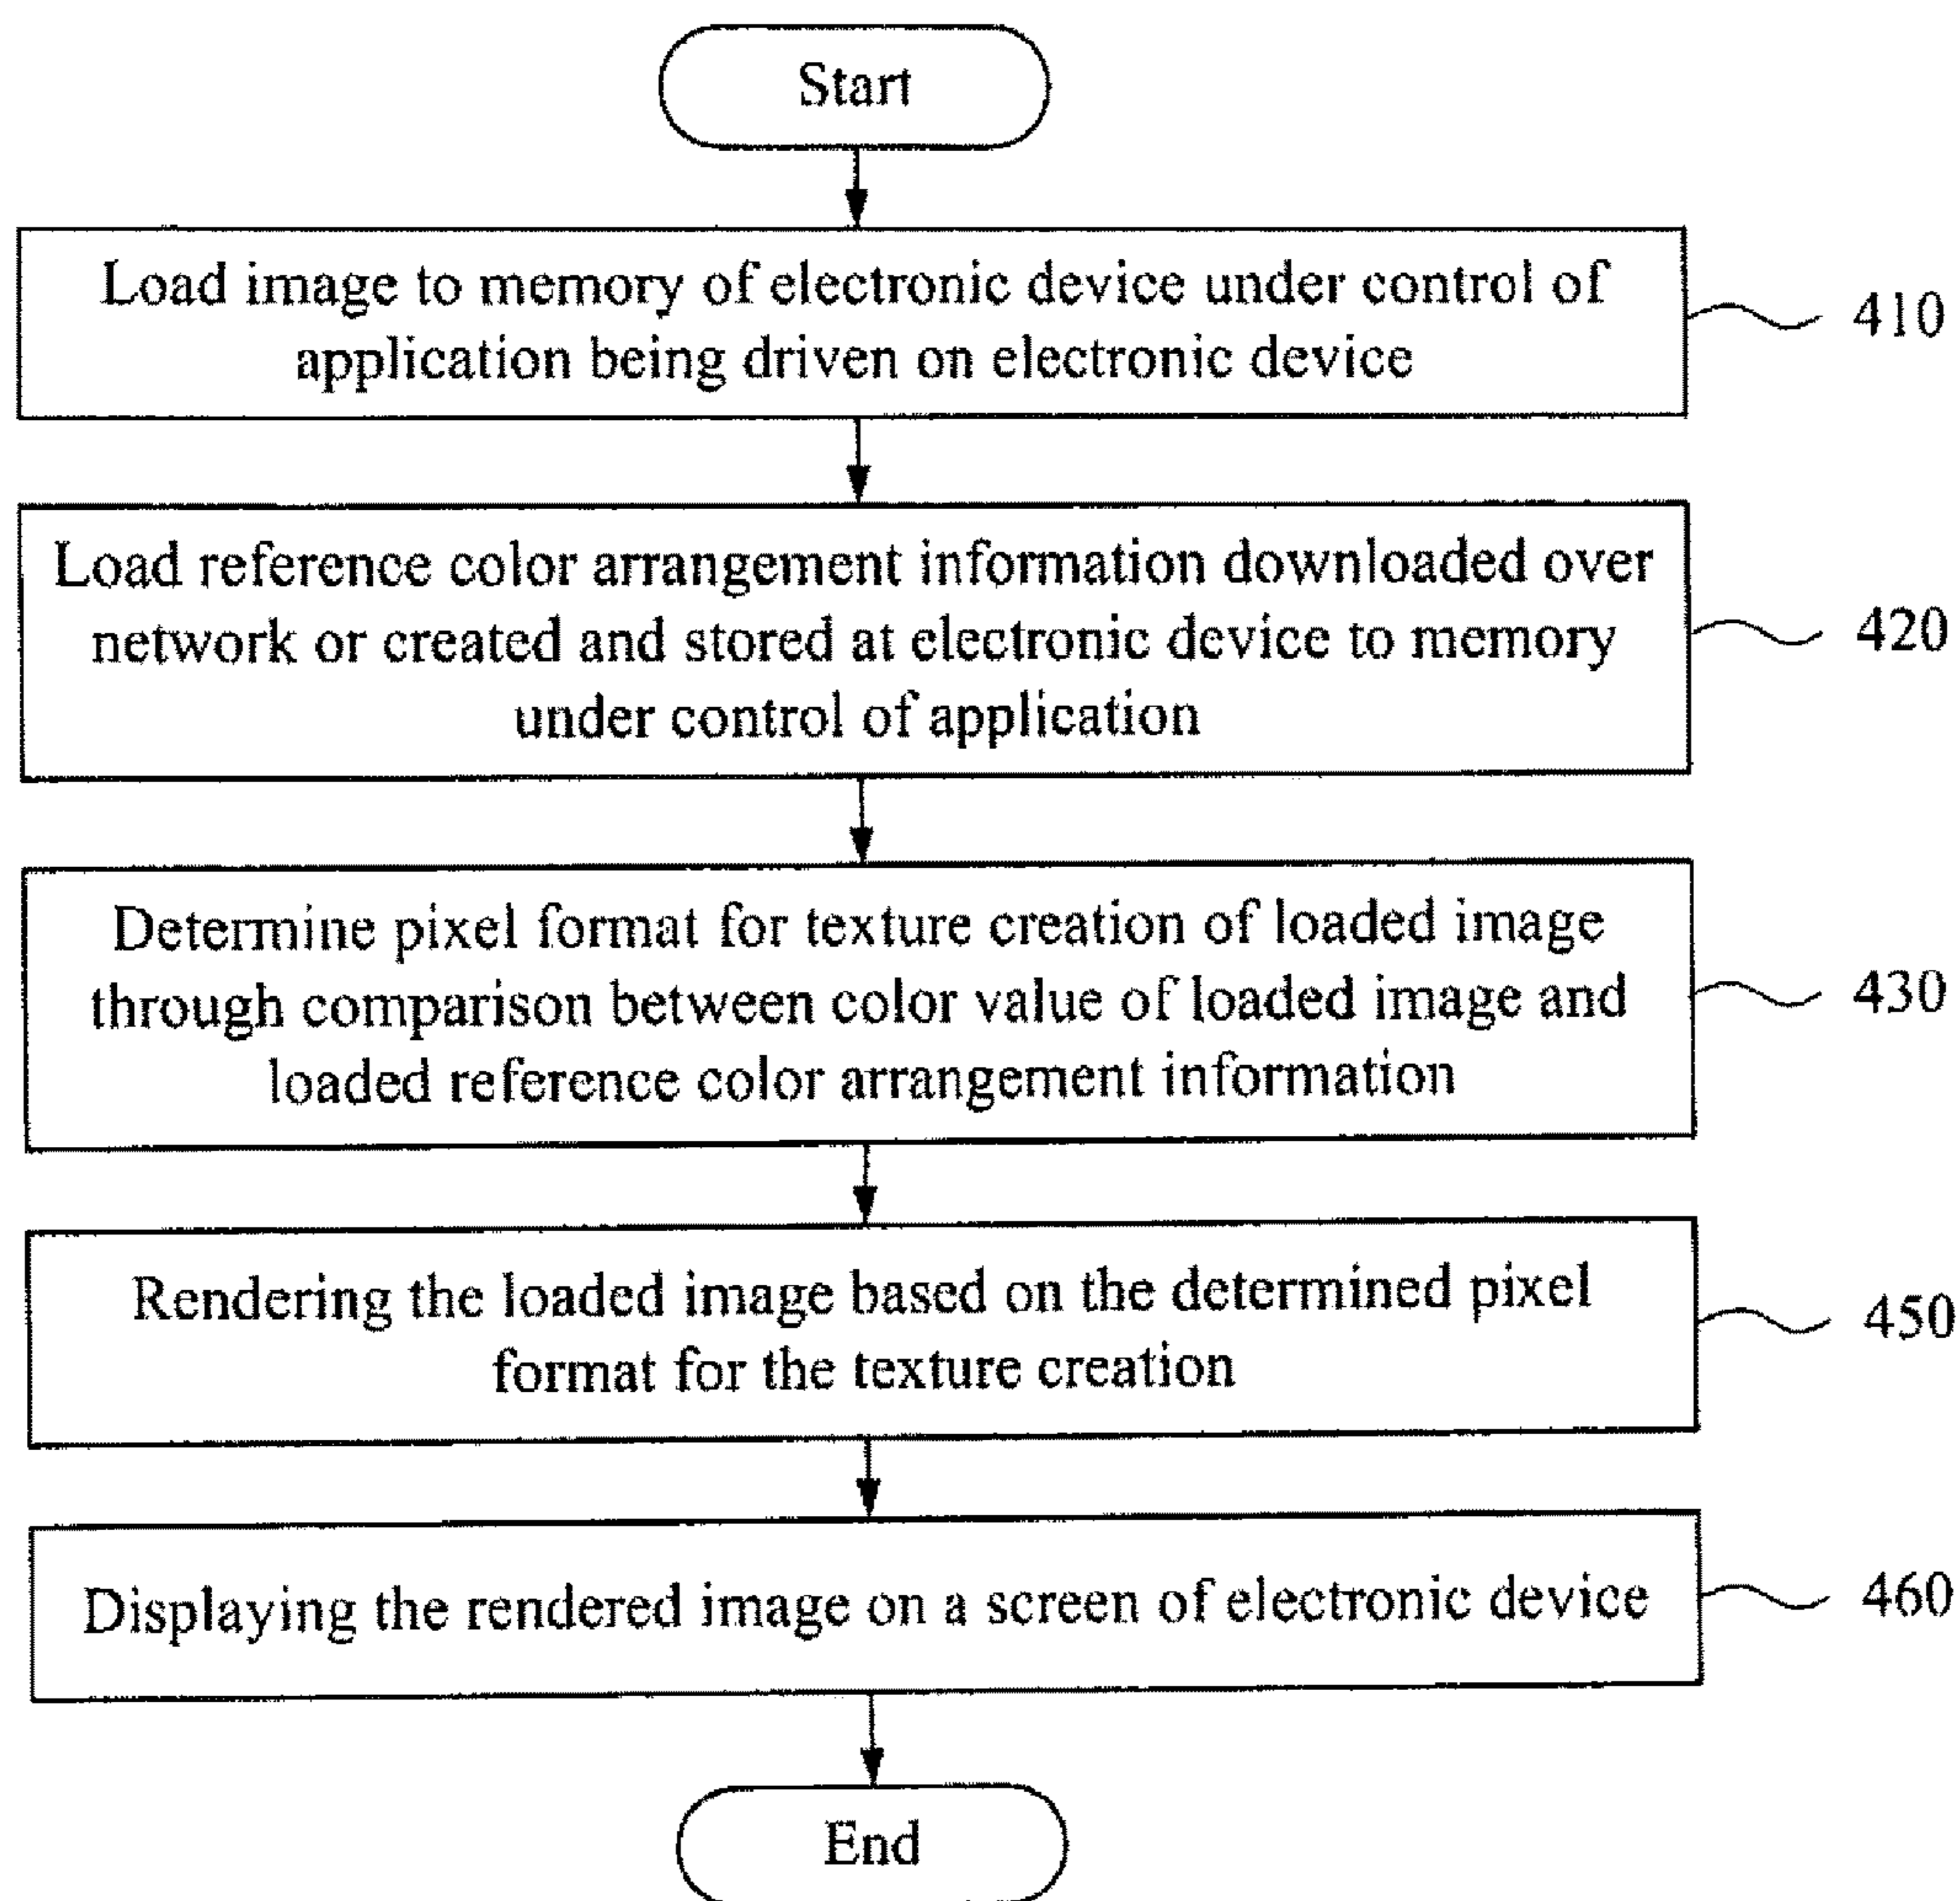 Start
Load image to memory of electronic device under control of
application being driven on electronic device
410
Load reference color arrangement information downloaded over
network or created and stored at electronic device to memory
under control of application
420
Determine pixel format for texture creation of loaded image
through comparison between color value of loaded image and
loaded reference color arrangement information
430
Rendering the loaded image based on the determined pixel
format for the texture creation
450
Displaying the rendered image on a screen of electronic device
460
End